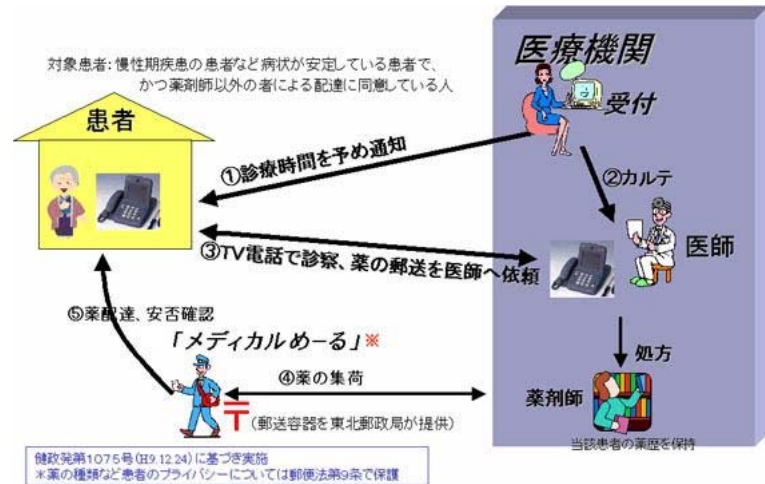 対象患者：慢性期疾患の患者など病状が安定している患者で、
かつ薬剤師以外の者による配達に同意している人
医療機関
受付
患者
①診療時間を予め通知
②カルテ
医師
③TV電話で診察、薬の郵送を医師へ依頼
⑤薬配達、安否確認
「メディカルめーる」※
処方
④薬の集荷
薬剤師
〒
（郵送容器を東北郵政局が提供）
当該患者の薬歴を保持
健政発第1075号(H9.12.24)に基づき実施
＊薬の種類など患者のプライバシーについては郵便法第9条で保護